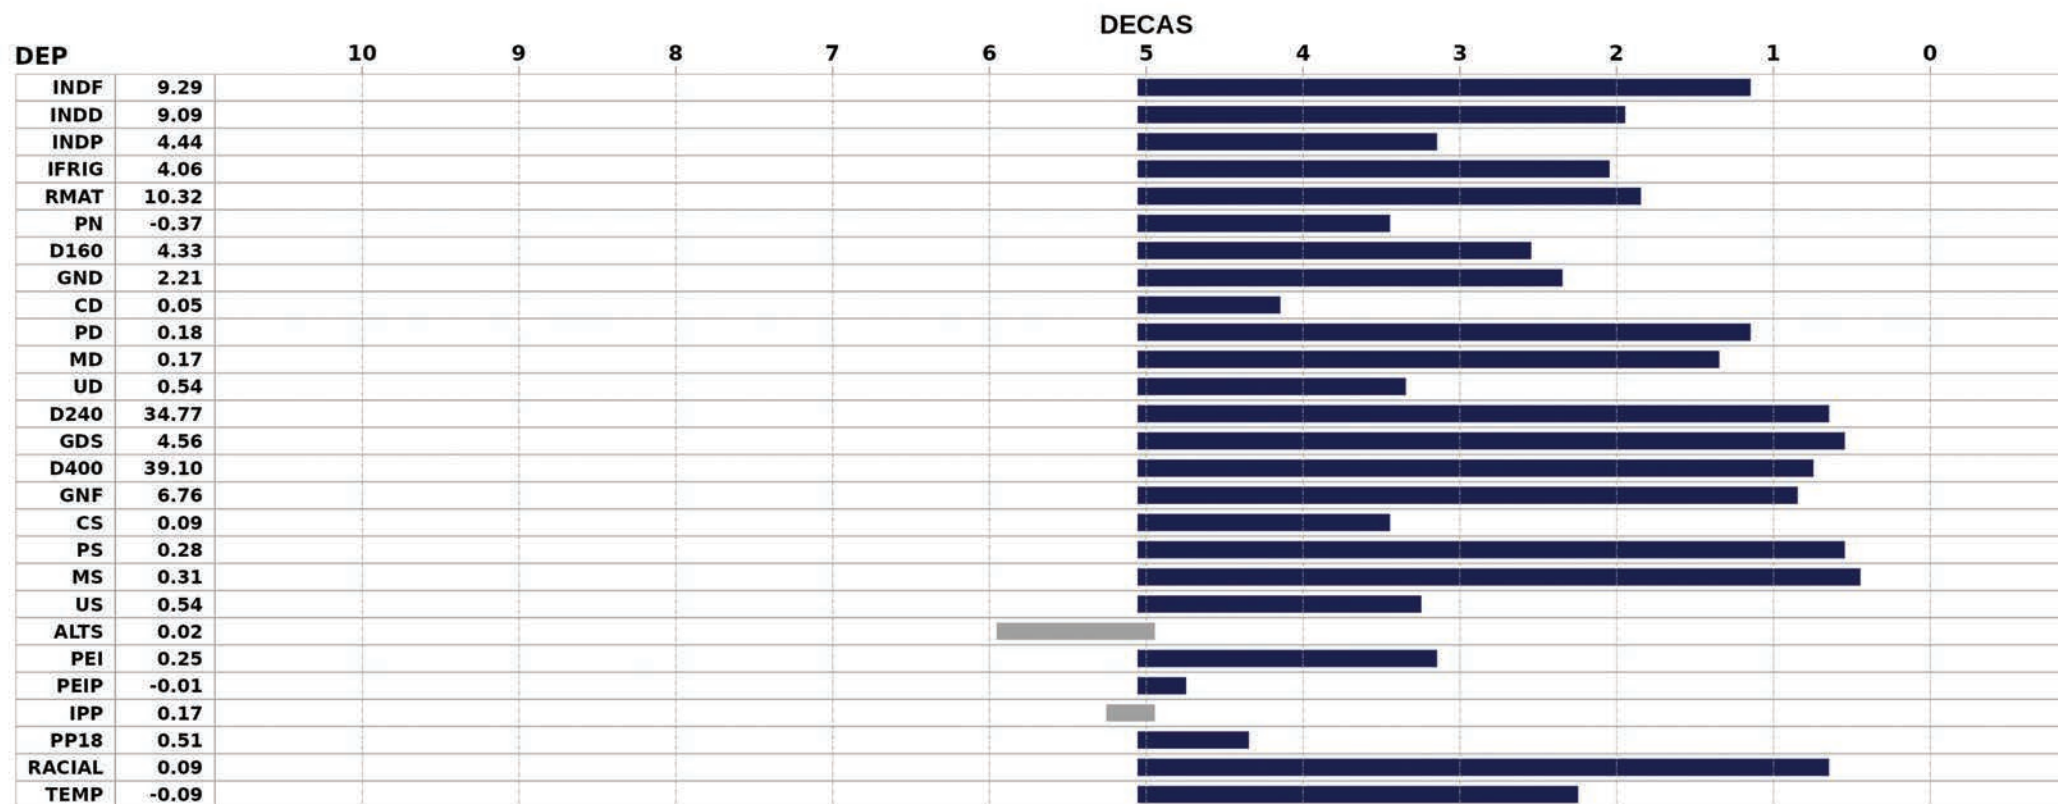 DECAS
DEP 10 9 8 7 6 5 4 3 2 1 0
INDF 9.29
INDD 9.09
INDP 4.44
IFRIG 4.06
RMAT 10.32
PN -0.37
D160 4.33
GND 2.21
CD 0.05
PD 0.18
MD 0.17
UD 0.54
D240 34.77
GDS 4.56
D400 39.10
GNF 6.76
CS 0.09
PS 0.28
MS 0.31
US 0.54
ALTS 0.02
PEI 0.25
PEIP -0.01
IPP 0.17
PP18 0.51
RACIAL 0.09
TEMP -0.09